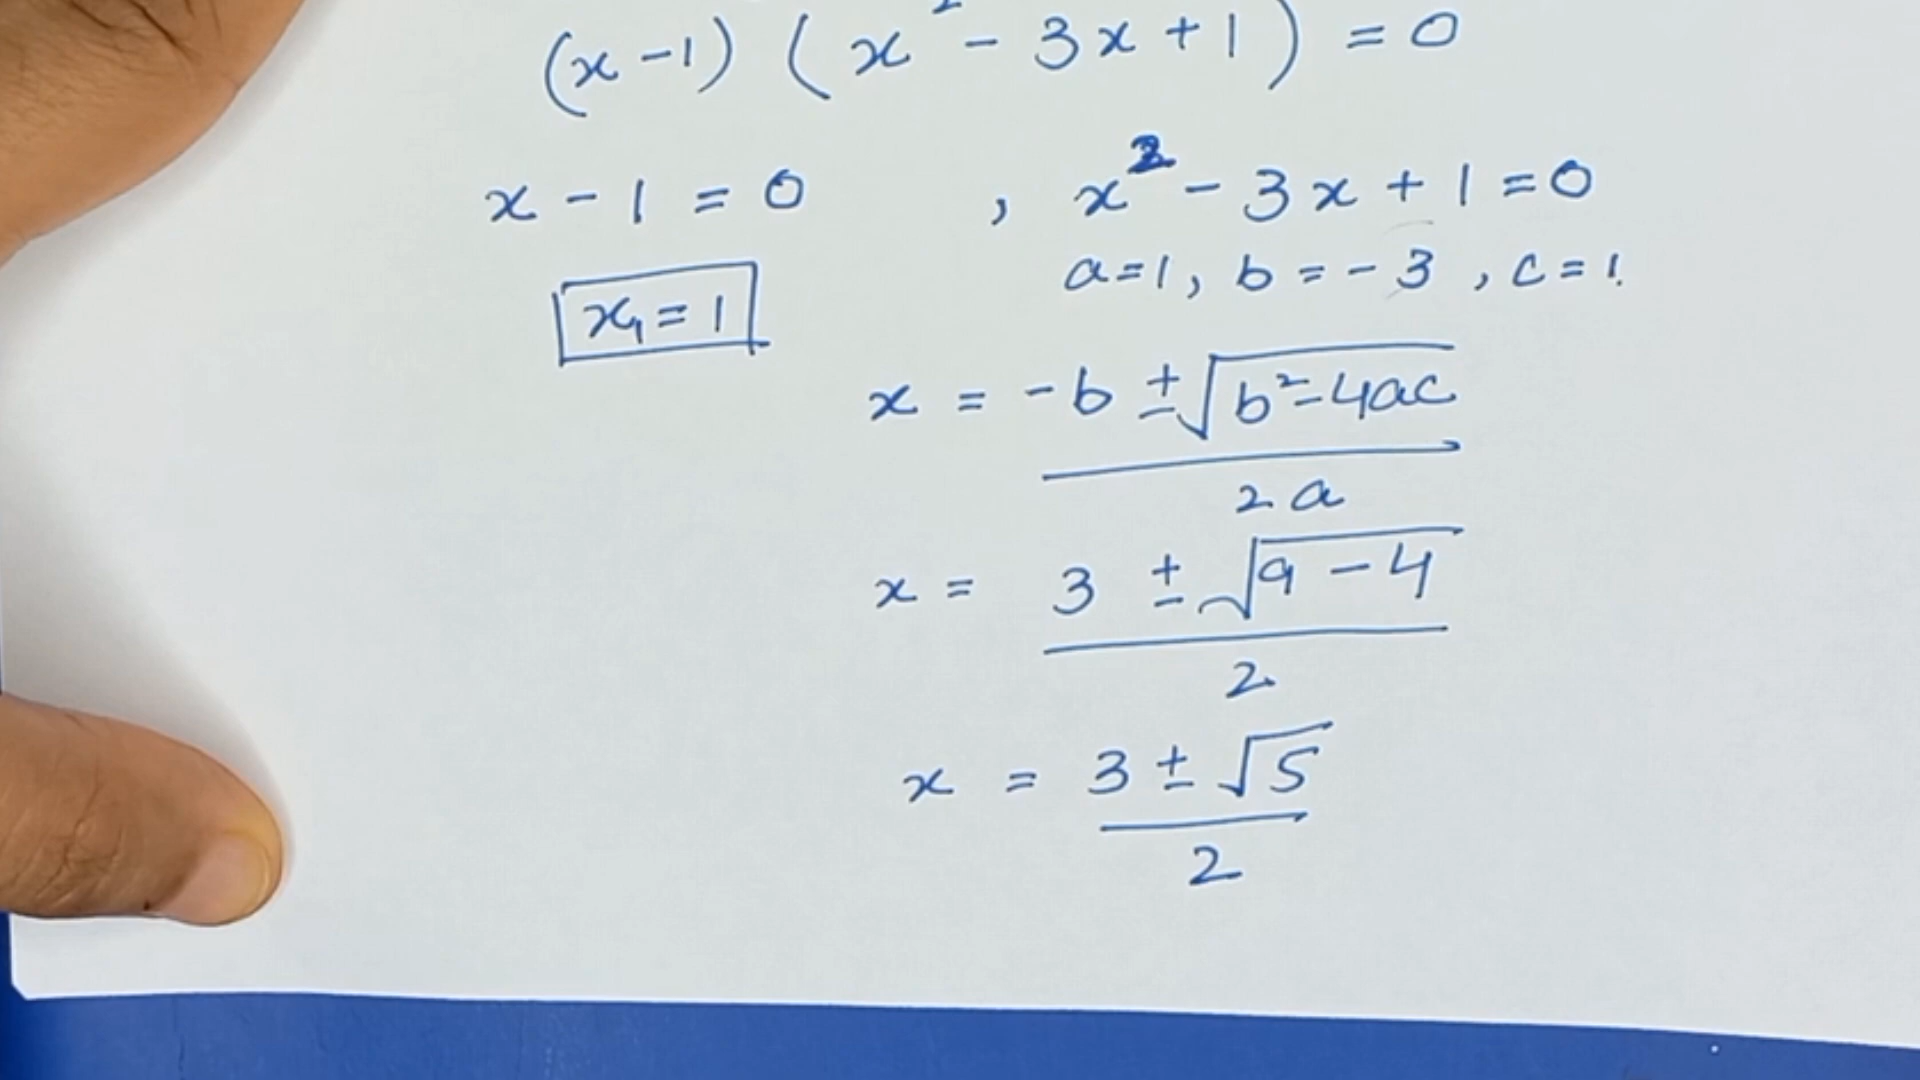 (x-1) (x² - 3x + 1) = 0
x - 1 = 0 , x² - 3x + 1 = 0
a=1, b = -3 , c = 1.
x₁ = 1
x = -b ± √b²-4ac
2a
x = 3 ± √9 - 4
2
x = 3 ± √5
2